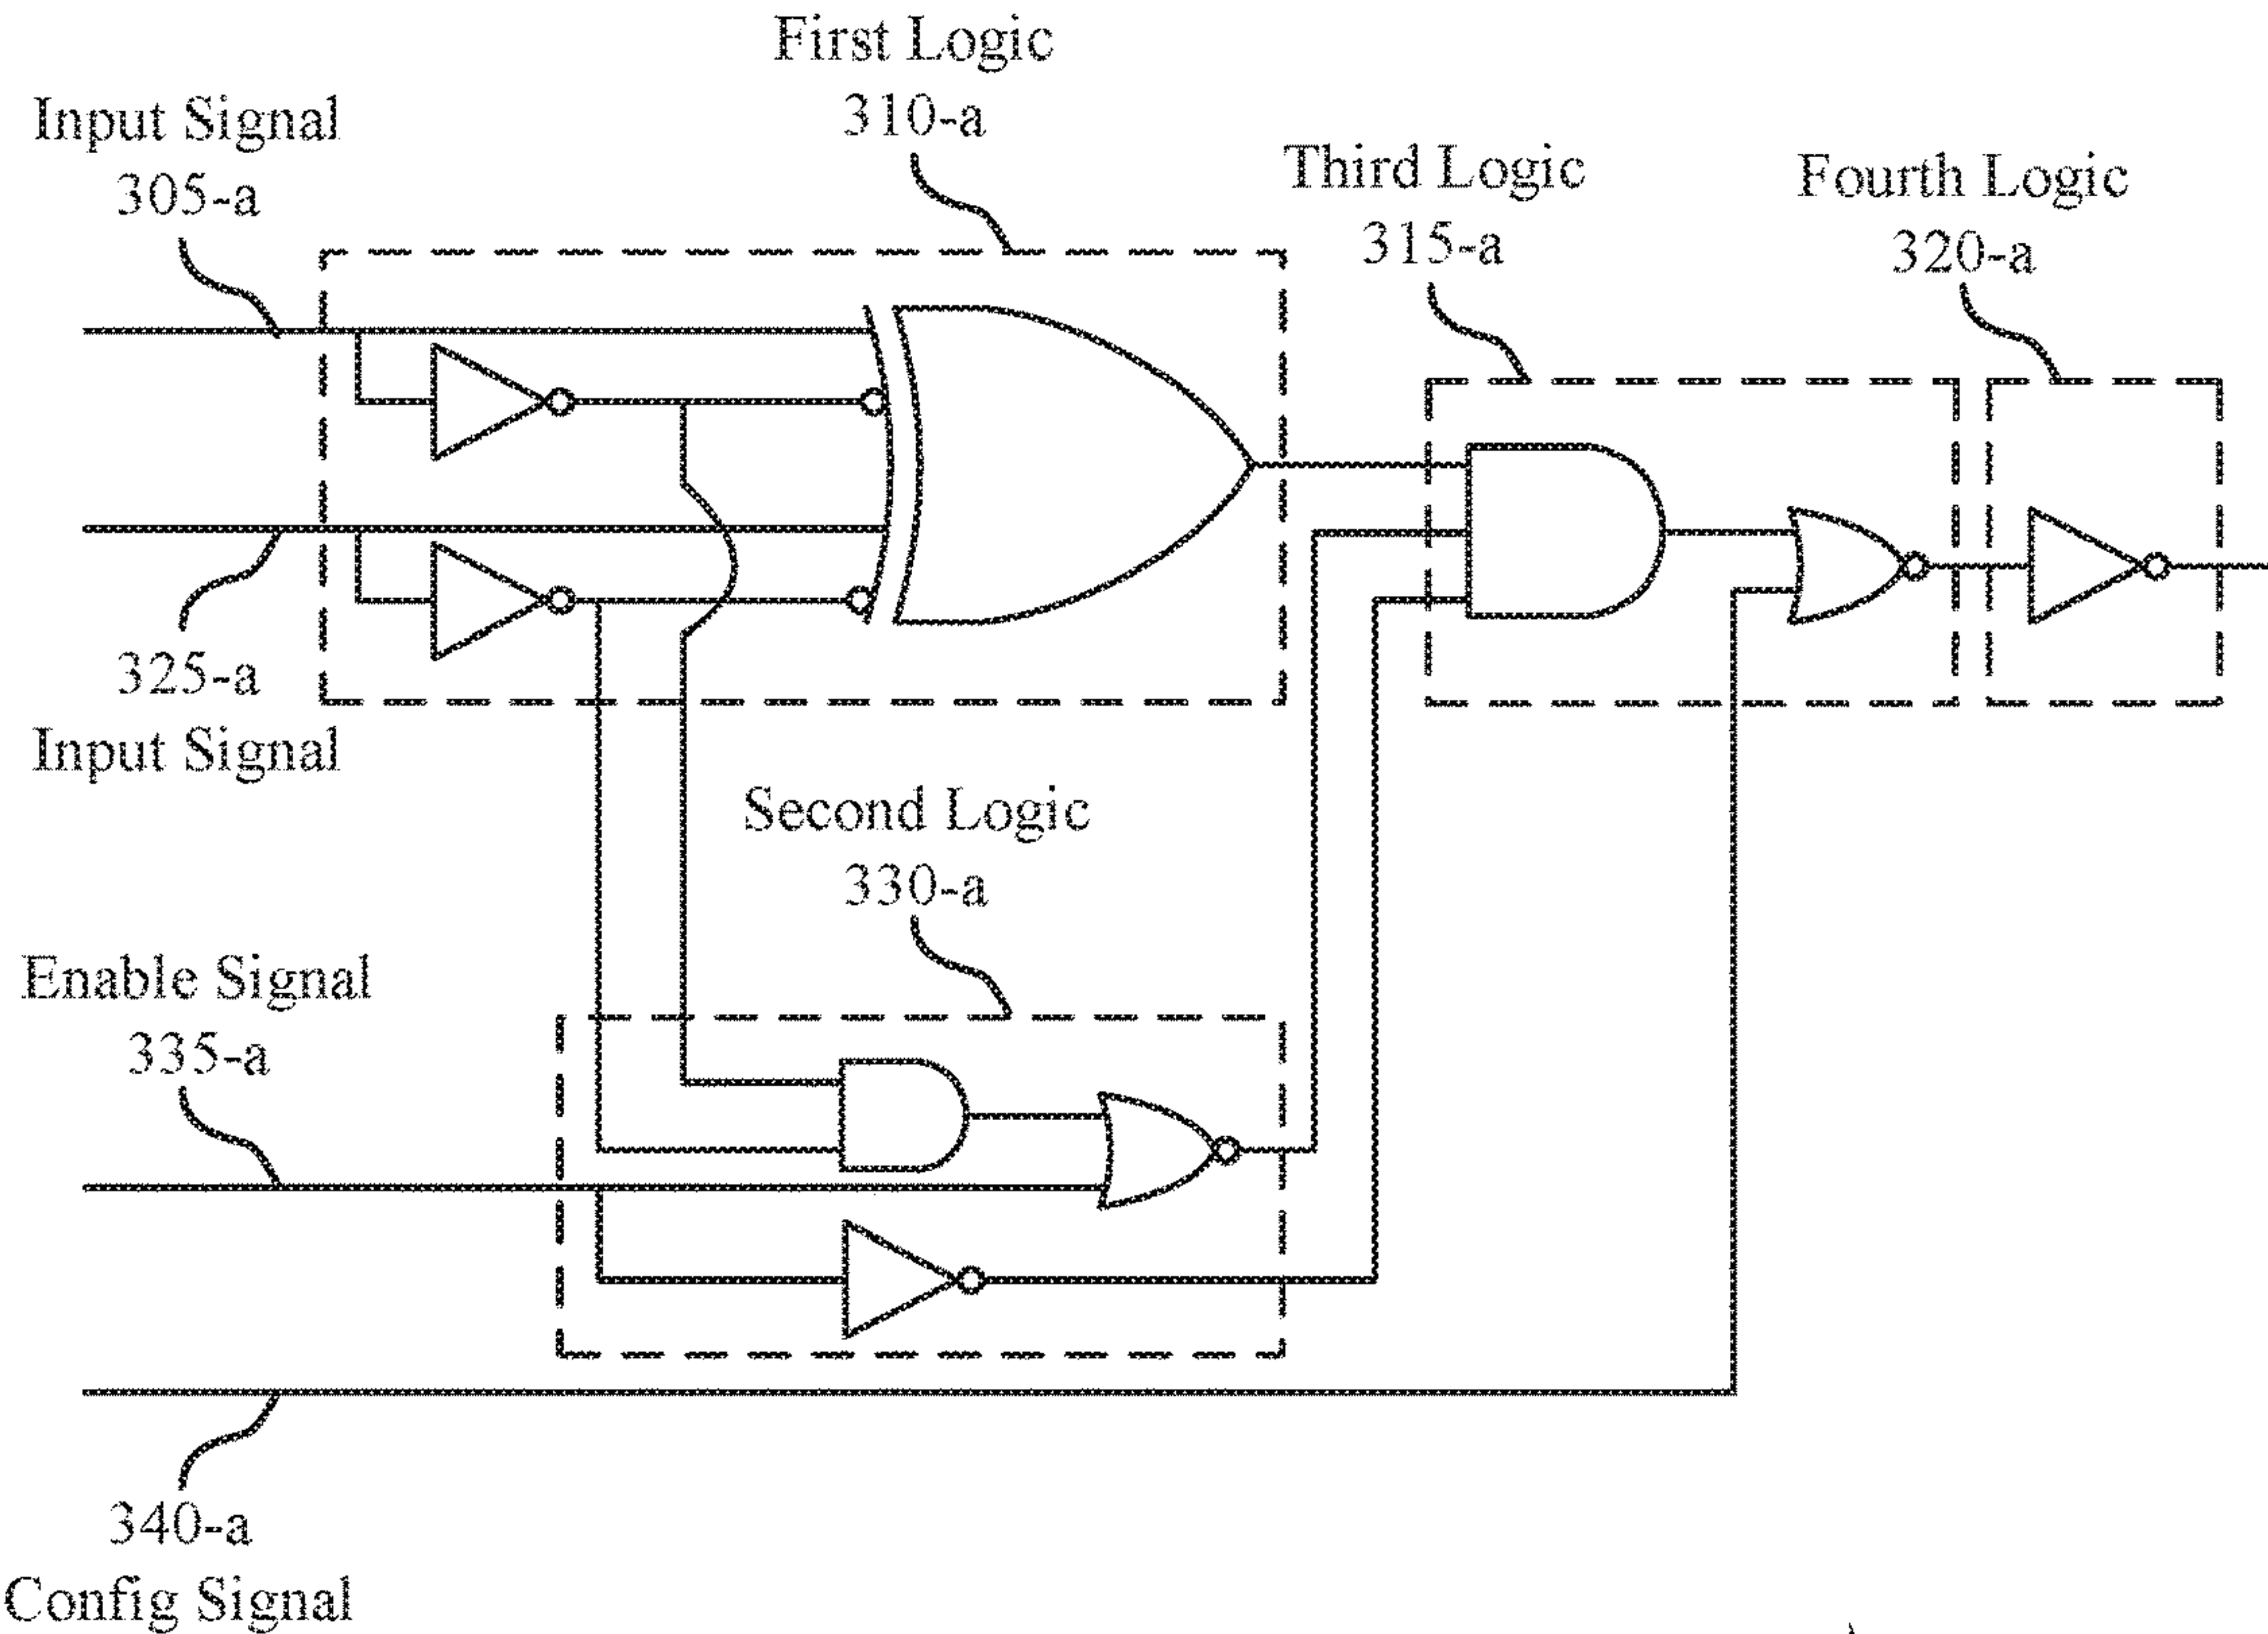 First Logic
310-a
Input Signal
305-a
Third Logic
315-a
Fourth Logic
320-a
325-a
Input Signal
Second Logic
330-a
Enable Signal
335-a
340-a
Config Signal